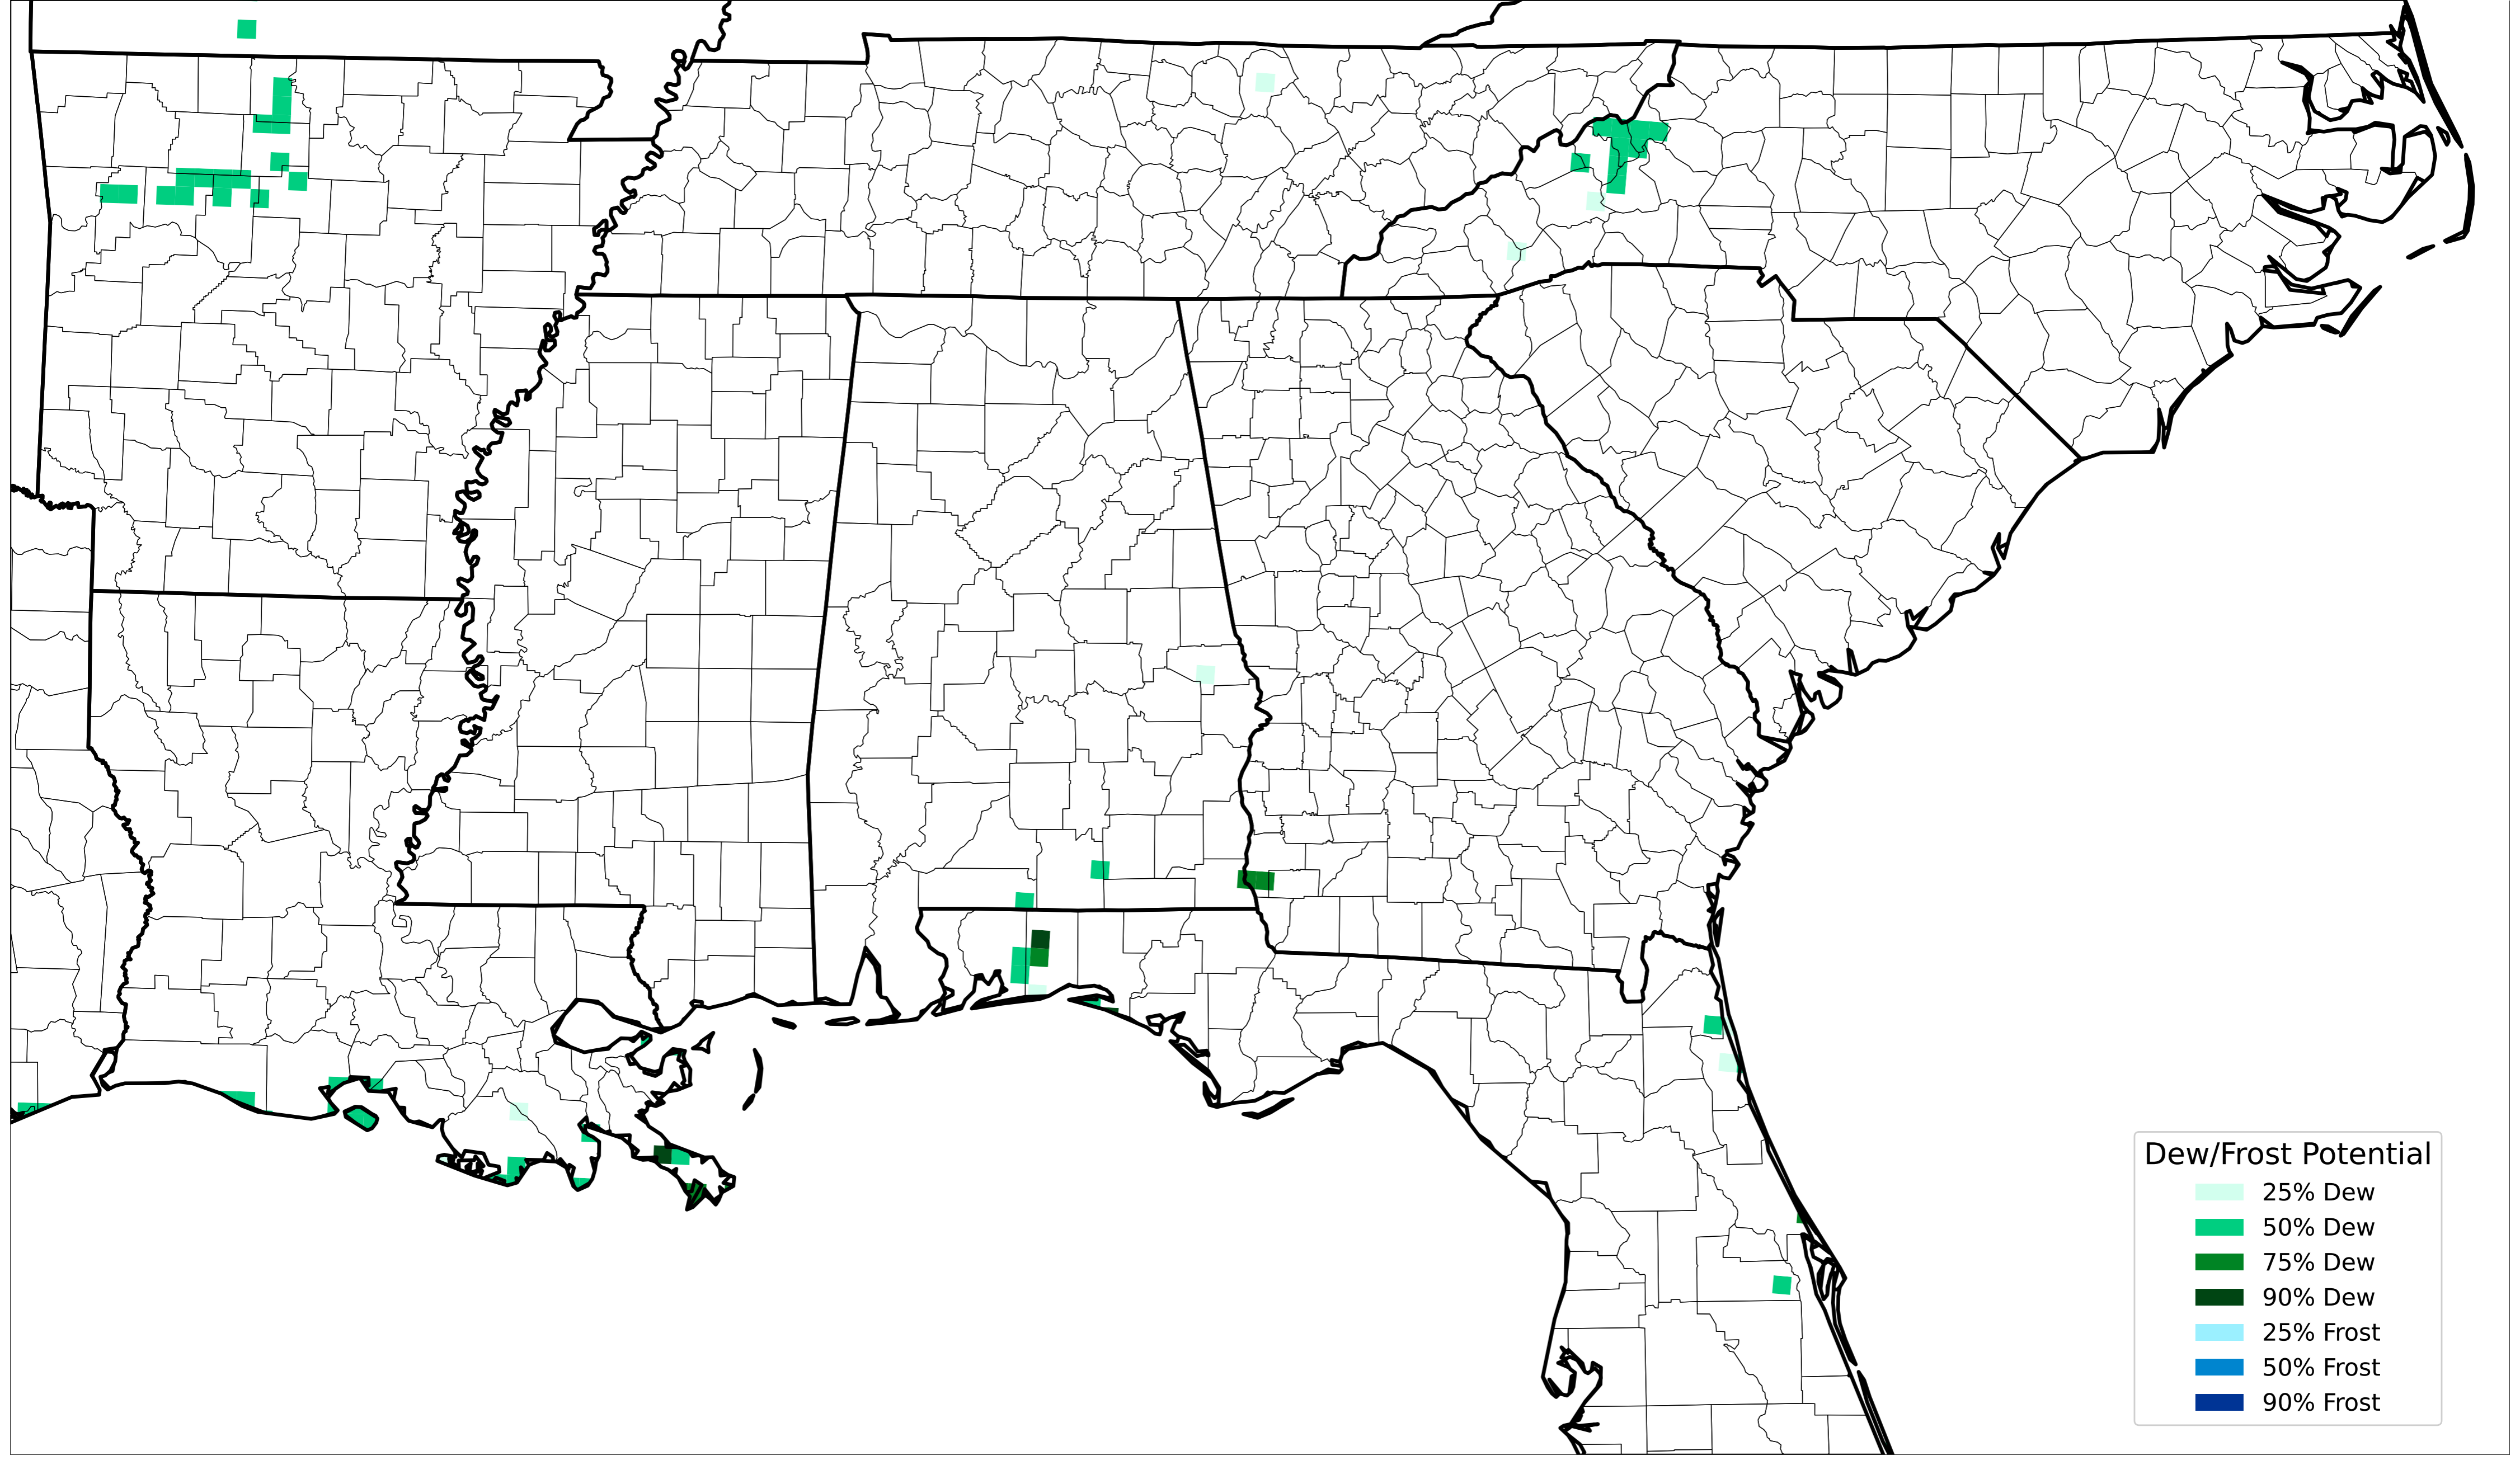 Dew/Frost Potential
25% Dew
50% Dew
75% Dew
90% Dew
25% Frost
50% Frost
90% Frost